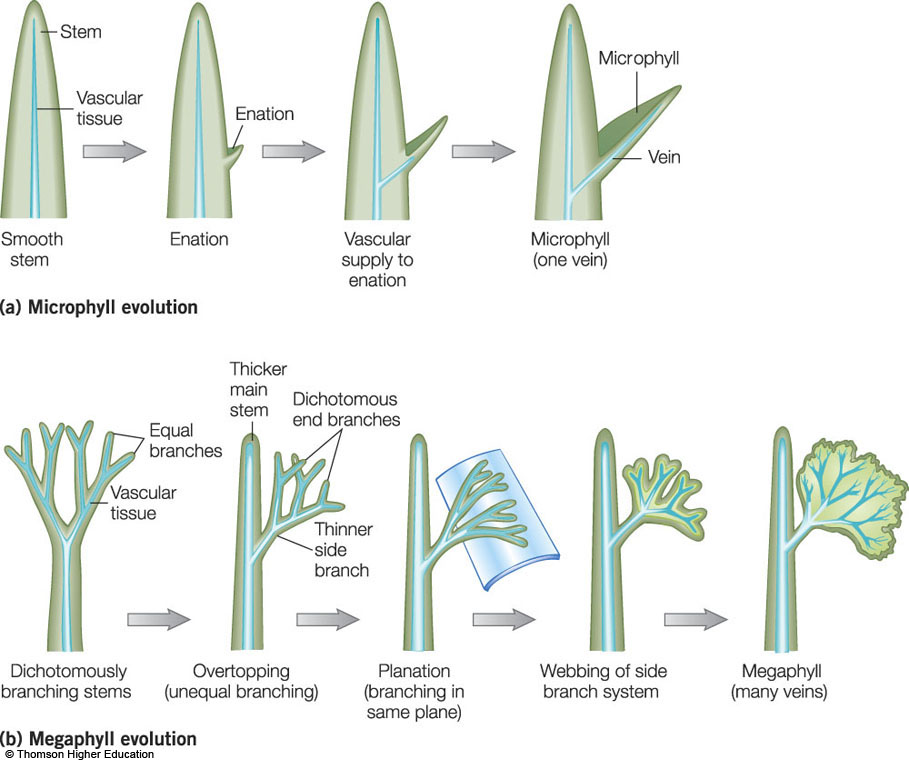 Stem
Vascular
tissue
Enation
Microphyll
Vein
Smooth
stem
Enation
Vascular
supply to
enation
Microphyll
(one vein)
(a) Microphyll evolution
Thicker
main
stem
Dichotomous
end branches
Equal
branches
Vascular
tissue
Thinner
side
branch
Dichotomously
branching stems
Overtopping
(unequal branching)
Planation
(branching in
same plane)
Webbing of side
branch system
Megaphyll
(many veins)
(b) Megaphyll evolution
© Thomson Higher Education